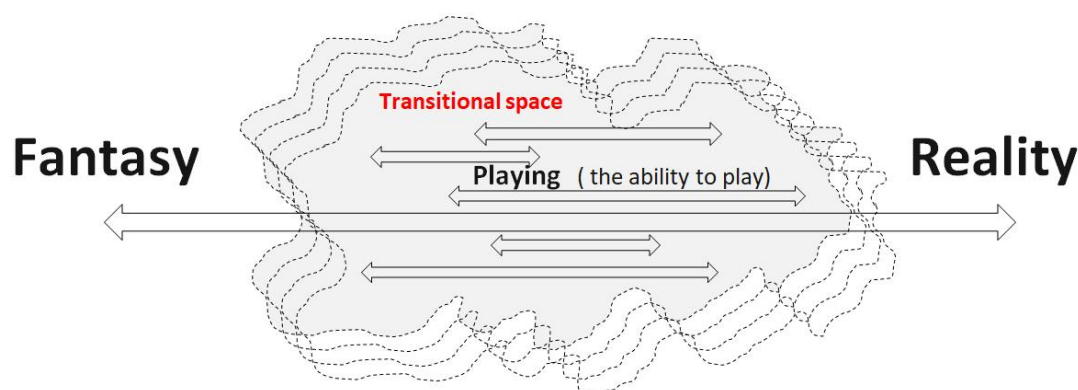 Transitional space
Fantasy
Reality
Playing ( the ability to play)